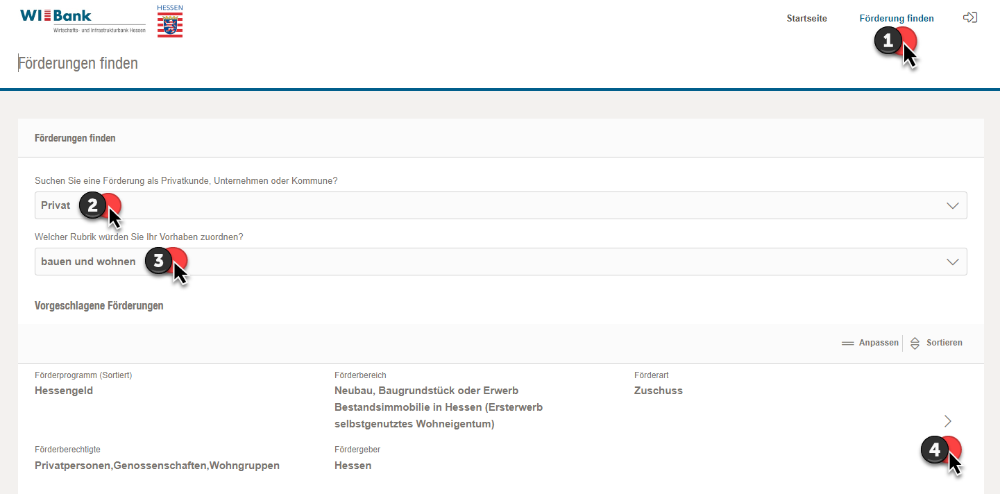 WI Bank
Wirtschafts- und Infrastrukturbank Hessen
HESSEN
Startseite
Förderung finden
1
Förderungen finden
Förderungen finden
Suchen Sie eine Förderung als Privatkunde, Unternehmen oder Kommune?
Privat
2
Welcher Rubrik würden Sie Ihr Vorhaben zuordnen?
bauen und wohnen
3
Vorgeschlagene Förderungen
Anpassen
Sortieren
Förderprogramm (Sortiert)
Hessengeld
Förderbereich
Neubau, Baugrundstück oder Erwerb
Bestandsimmobilie in Hessen (Ersterwerb
selbstgenutztes Wohneigentum)
Förderart
Zuschuss
Förderberechtigte
Privatpersonen,Genossenschaften,Wohngruppen
Fördergeber
Hessen
4